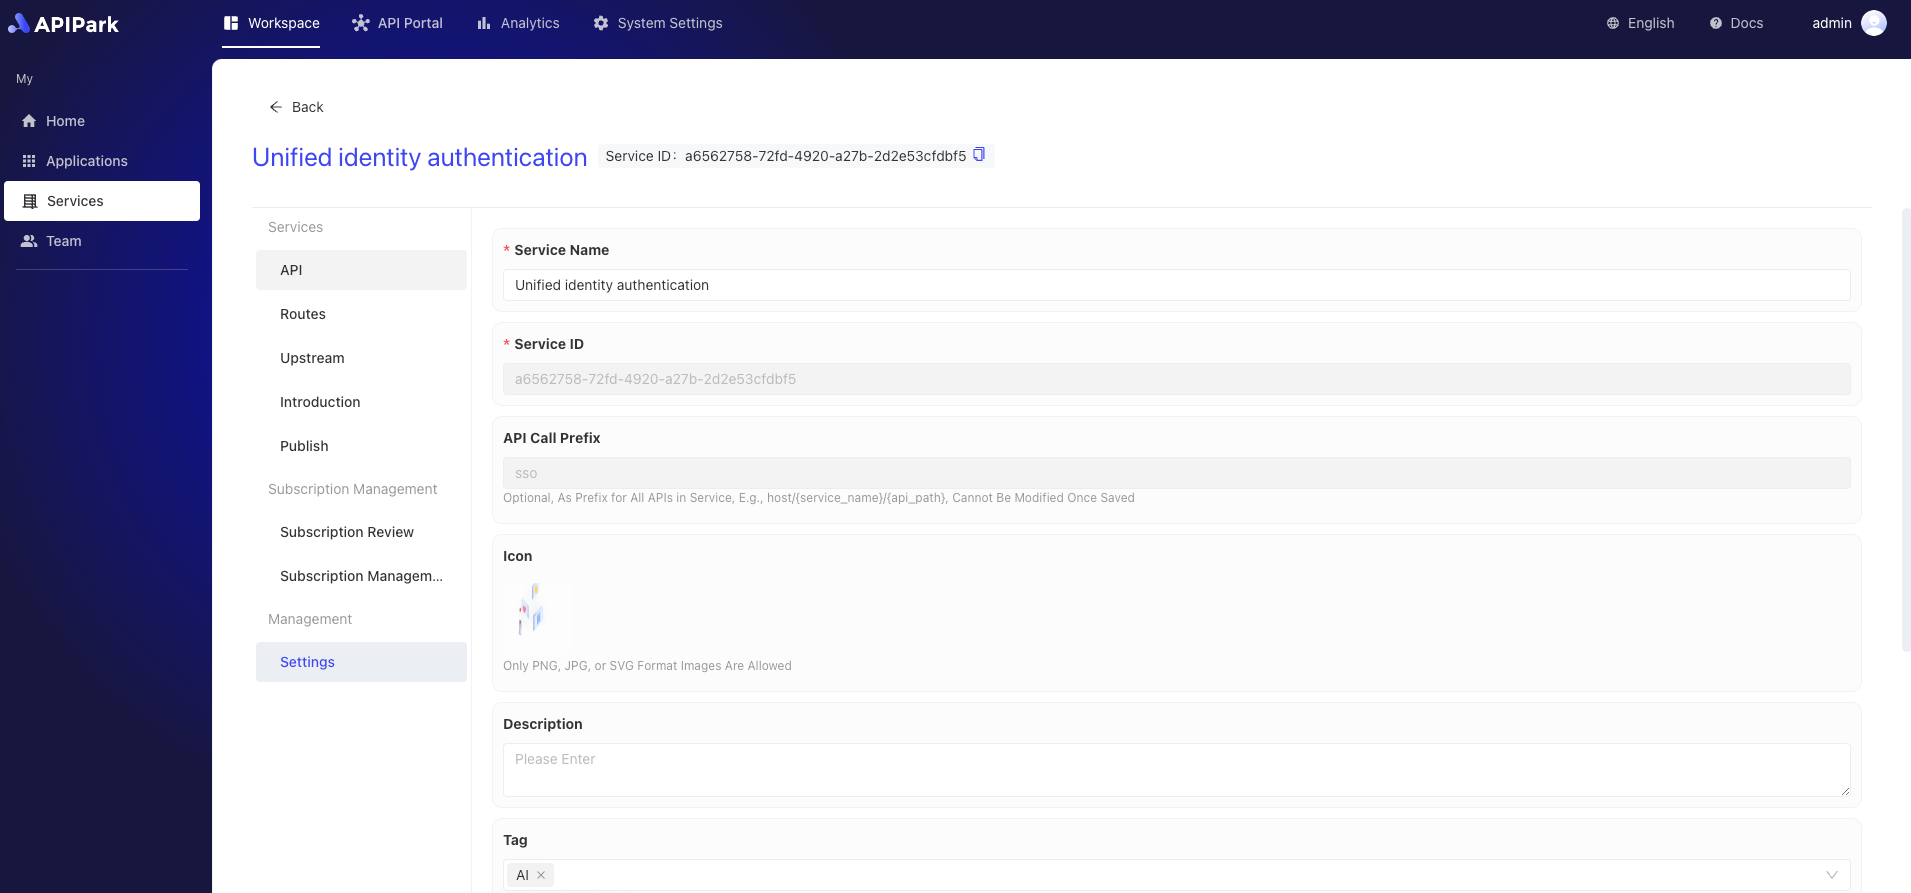 APIPark
Workspace
API Portal
Analytics
System Settings
English
Docs
admin
My
Home
Applications
Services
Team
Back
Unified identity authentication
Service ID: a6562758-72fd-4920-a27b-2d2e53cfdbf5
Services
API
Routes
Upstream
Introduction
Publish
Subscription Management
Subscription Review
Subscription Managem...
Management
Settings
* Service Name
Unified identity authentication
* Service ID
a6562758-72fd-4920-a27b-2d2e53cfdbf5
API Call Prefix
sso
Optional, As Prefix for All APIs in Service, E.g., host/{service_name}/{api_path}, Cannot Be Modified Once Saved
Icon
Only PNG, JPG, or SVG Format Images Are Allowed
Description
Please Enter
Tag
AI